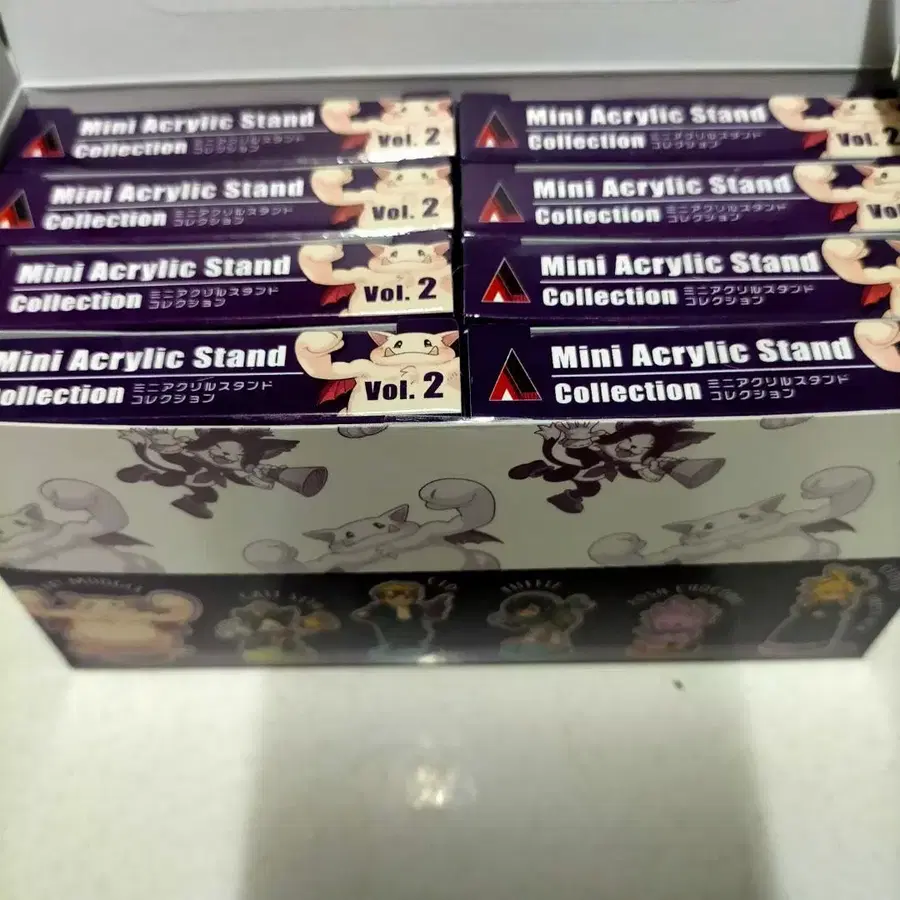 Mini Acrylic Stand
Collection ミニアクリルスタンド
コレクション
Vol. 2
Mini Acrylic Stand
Collection ミニアクリルスタンド
コレクション
Vol. 2
Mini Acrylic Stand
Collection ミニアクリルスタンド
コレクション
Vol. 2
Mini Acrylic Stand
Collection ミニアクリルスタンド
コレクション
Vo
Mini Acrylic Stand
Collection ミニアクリルスタンド
コレクション
Vol. 2
Mini Acrylic Stand
Collection ミニアクリルスタンド
コレクション
Mini Acrylic Stand
ollection ミニアクリルスタンド
コレクション
Vol. 2
Mini Acrylic Stand
Collection ミニアクリルスタンド
コレクション
CID